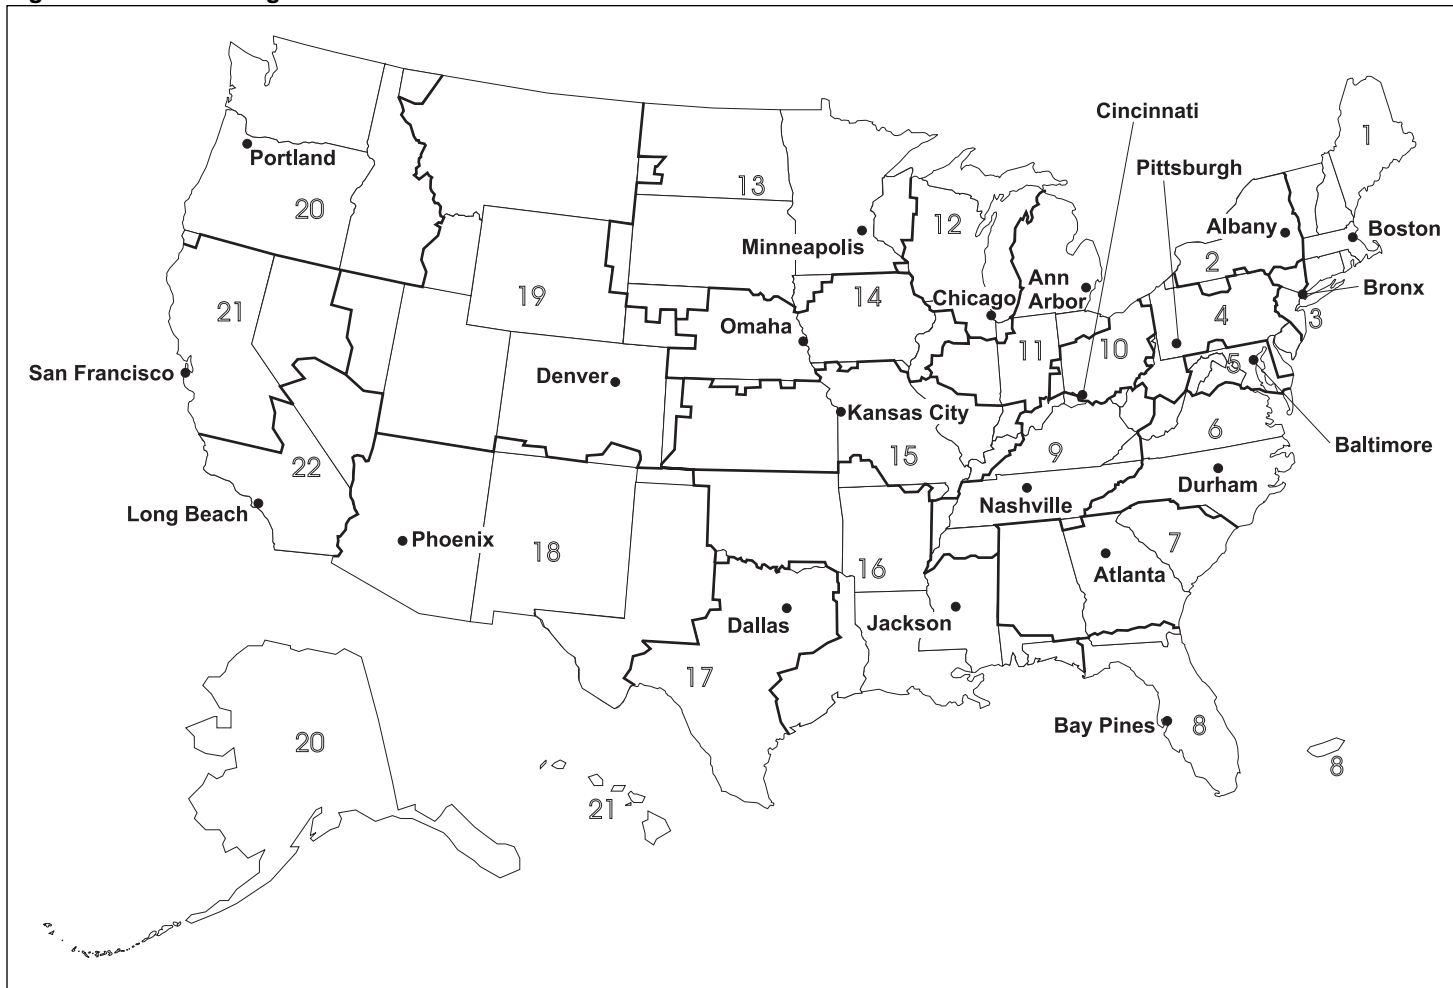 Cincinnati
1
Pittsburgh
Portland
13
20
12
Albany
Boston
Minneapolis
2
Ann
Arbor
Bronx
19
14
Chicago
21
4
3
Omaha
11
10
5
San Francisco
Denver
Kansas City
6
Baltimore
22
15
9
Durham
Nashville
Long Beach
Phoenix
18
7
16
Atlanta
Dallas
Jackson
17
Bay Pines
8
20
8
21